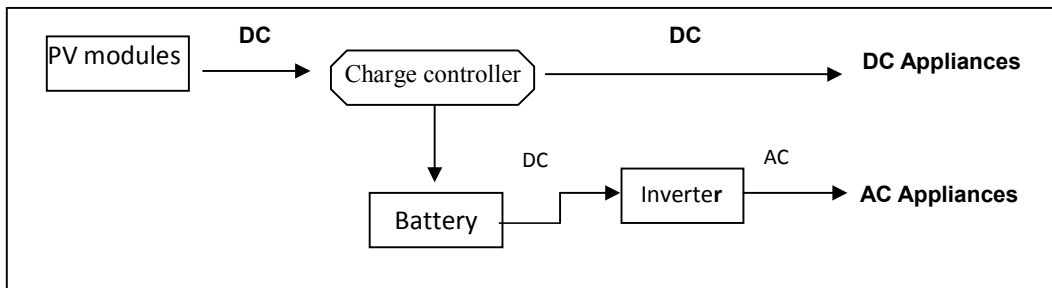 DC
DC
PV modules
Charge controller
DC Appliances
DC
AC
Battery
Inverter
AC Appliances